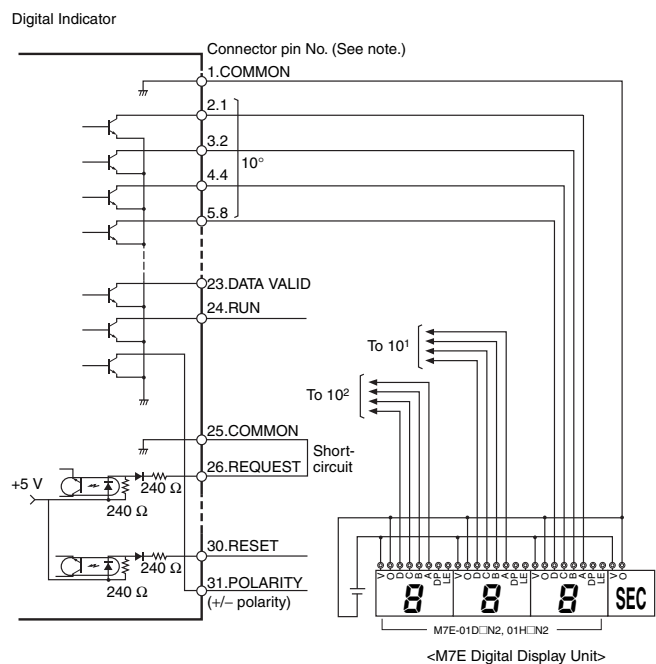 Digital Indicator
Connector pin No. (See note.)
1.COMMON
2.1
3.2
10°
4.4
5.8
23.DATA VALID
24.RUN
To 10¹
To 10²
25.COMMON
Short-
circuit
26.REQUEST
+5 V
240 Ω
240 Ω
30.RESET
240 Ω
31.POLARITY
240 Ω
(+/− polarity)
V O D C B A DP LE V O D C B A DP LE V O D C B A DP LE V O
8 8 8 SEC
M7E-01D□N2, 01H□N2
<M7E Digital Display Unit>